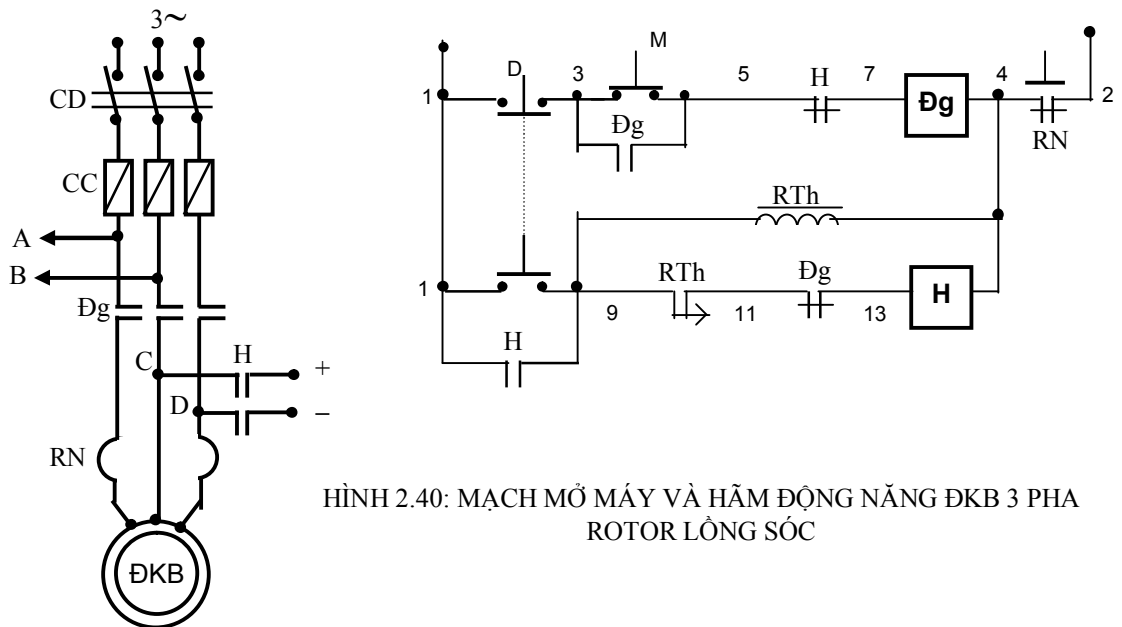 3~
CD
CC
A
B
Đg
C
H
+
D
–
RN
ĐKB
M
D
3
5
H
7
4
1
Đg
2
Đg
RN
RTh
1
RTh
Đg
H
9
11
13
H
HÌNH 2.40: MẠCH MỞ MÁY VÀ HÃM ĐỘNG NĂNG ĐKB 3 PHA
ROTOR LỒNG SÓC